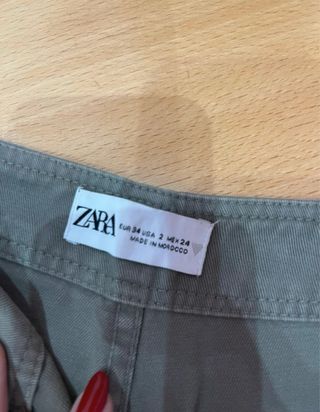 ZARA
EUR 34 USA 2 MEX 24
MADE IN MOROCCO